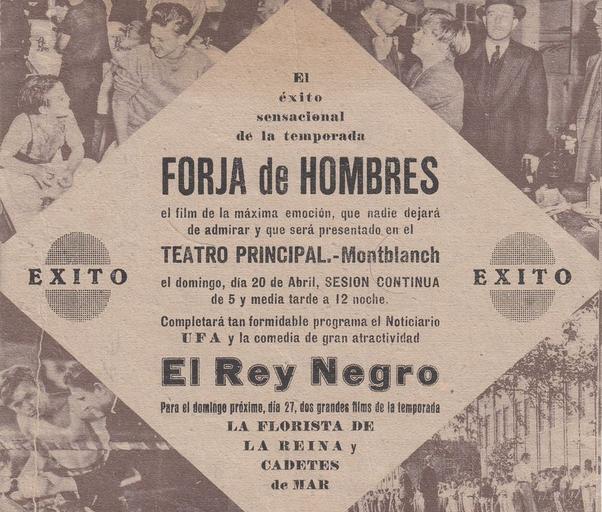 El
éxito
sensacional
de la temporada
FORJA de HOMBRES
el film de la máxima emoción, que nadie dejará
de admirar y que será presentado en el
TEATRO PRINCIPAL.-Montblanch
EXITO
EXITO
el domingo, día 20 de Abril, SESION CONTINUA
de 5 y media tarde a 12 noche.
Completará tan formidable programa el Noticiario
UFA y la comedia de gran atractividad
El Rey Negro
Para el domingo próximo, día 27, dos grandes films de la temporada
LA FLORISTA DE
LA REINA y
CADETES
de MAR